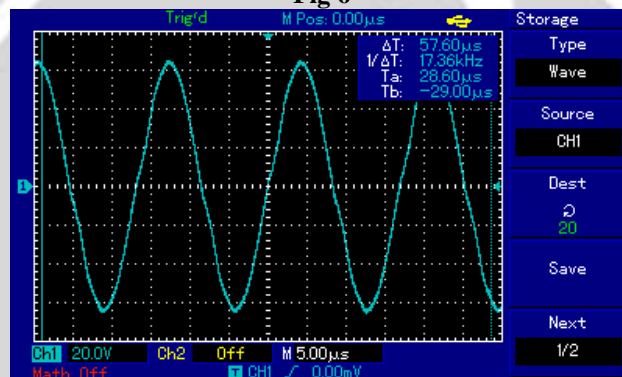 Trig'd M Pos: 0.00µs Storage
ΔT: 57.60µs
1/ΔT: 17.36kHz
Ta: 28.60µs
Tb: -29.00µs
Type
Wave
Source
CH1
Dest
20
Save
Next
1/2
1
Ch1 20.0V Ch2 Off M 5.00µs
Math Off T CH1 0.00mV